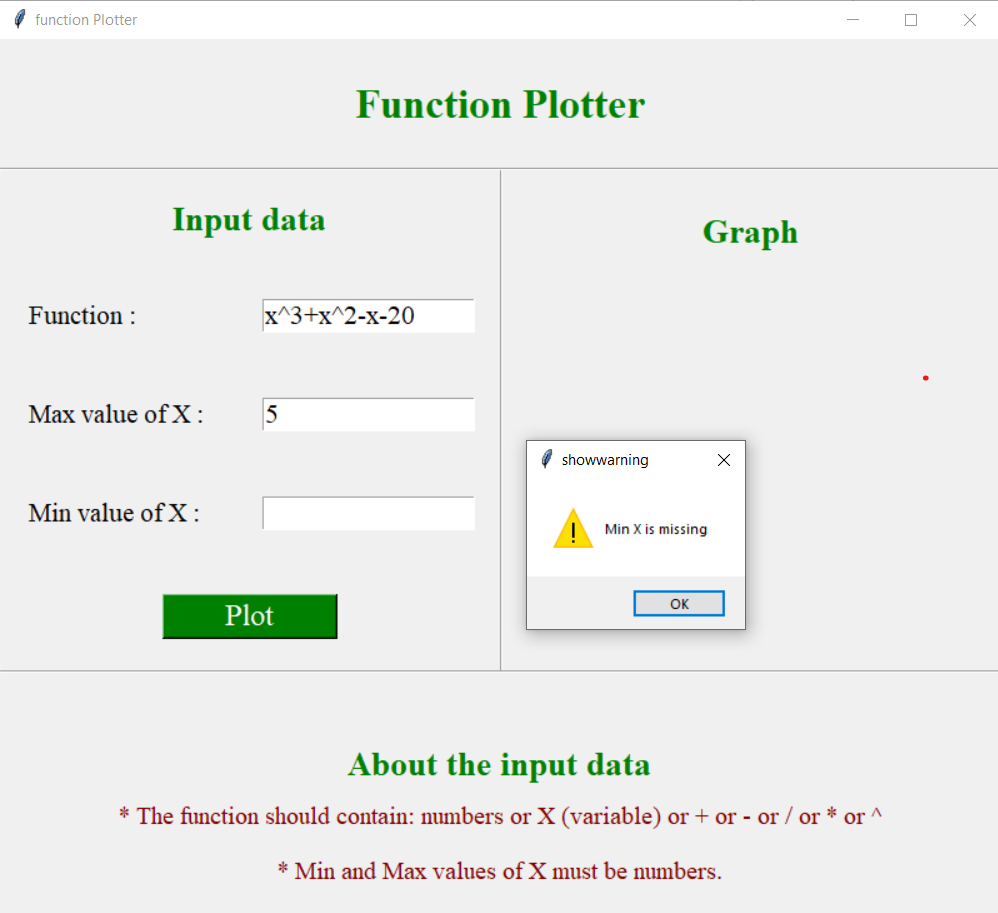 function Plotter
Function Plotter
Input data
Function :
x^3+x^2-x-20
Max value of X :
5
Min value of X :
Plot
Graph
showwarning
Min X is missing
OK
About the input data
* The function should contain: numbers or X (variable) or + or - or / or * or ^
* Min and Max values of X must be numbers.